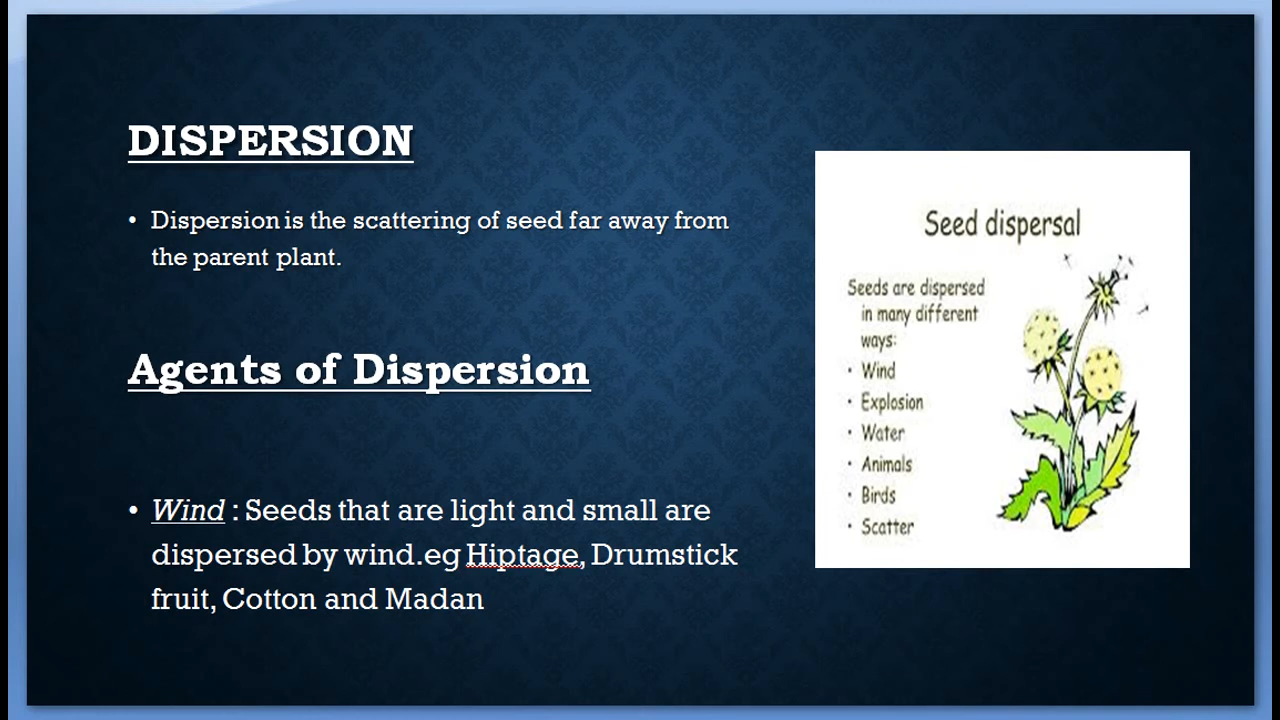 DISPERSION
• Dispersion is the scattering of seed far away from
the parent plant.
Agents of Dispersion
• Wind : Seeds that are light and small are
dispersed by wind.eg Hiptage, Drumstick
fruit, Cotton and Madan
Seed dispersal
Seeds are dispersed
in many different
ways:
• Wind
• Explosion
• Water
• Animals
• Birds
• Scatter